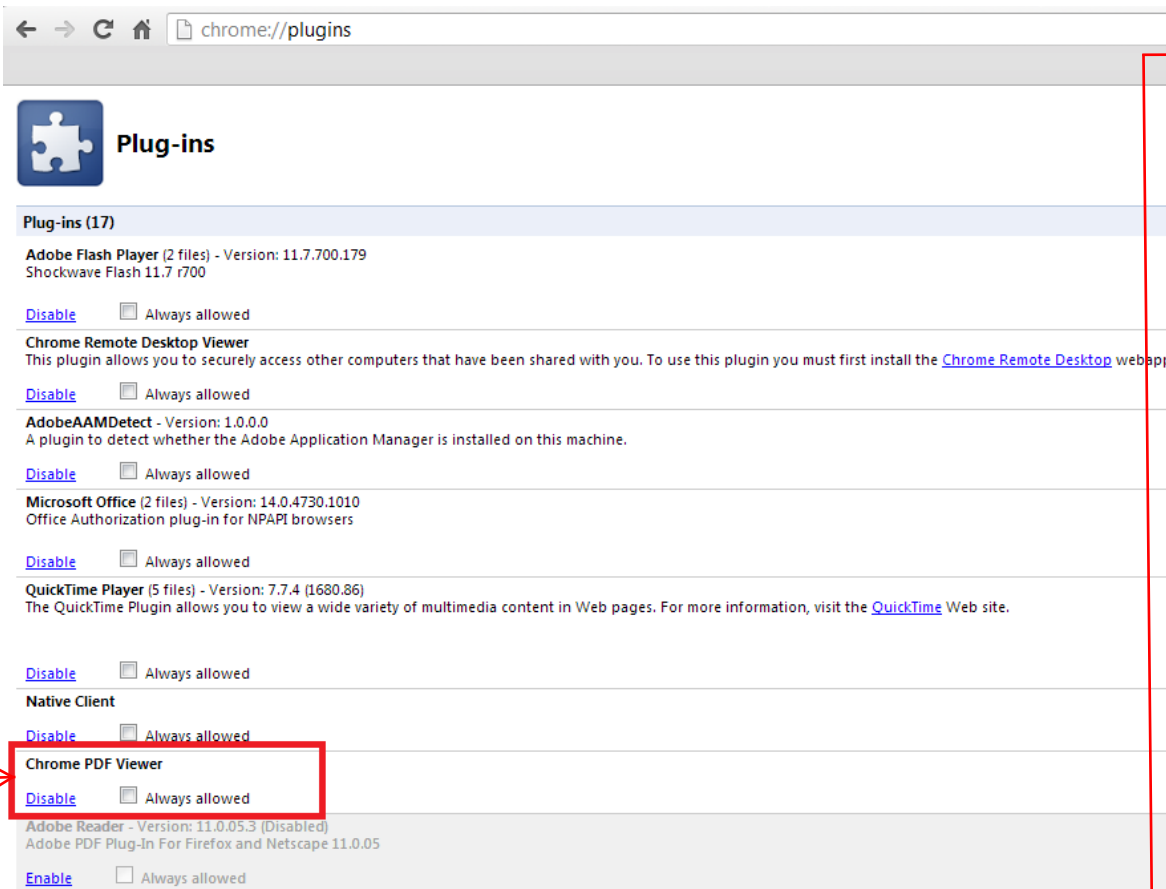 chrome://plugins
Plug-ins
Plug-ins (17)
Adobe Flash Player (2 files) - Version: 11.7.700.179
Shockwave Flash 11.7 r700
Disable Always allowed
Chrome Remote Desktop Viewer
This plugin allows you to securely access other computers that have been shared with you. To use this plugin you must first install the Chrome Remote Desktop webapp
Disable Always allowed
AdobeAAMDetect - Version: 1.0.0.0
A plugin to detect whether the Adobe Application Manager is installed on this machine.
Disable Always allowed
Microsoft Office (2 files) - Version: 14.0.4730.1010
Office Authorization plug-in for NPAPI browsers
Disable Always allowed
QuickTime Player (5 files) - Version: 7.7.4 (1680.86)
The QuickTime Plugin allows you to view a wide variety of multimedia content in Web pages. For more information, visit the QuickTime Web site.
Disable Always allowed
Native Client
Disable Always allowed
Chrome PDF Viewer
Disable Always allowed
Adobe Reader - Version: 11.0.05.3 (Disabled)
Adobe PDF Plug-In For Firefox and Netscape 11.0.05
Enable Always allowed